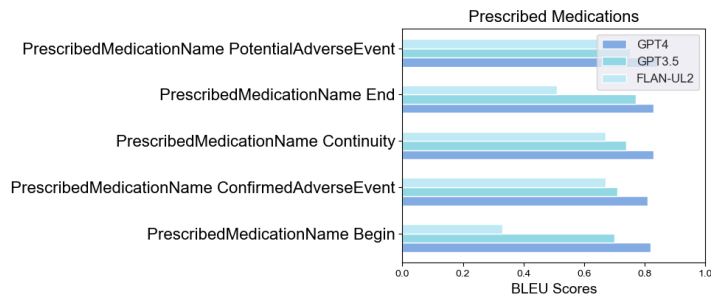 Prescribed Medications
PrescribedMedicationName PotentialAdverseEvent
PrescribedMedicationName End
PrescribedMedicationName Continuity
PrescribedMedicationName ConfirmedAdverseEvent
PrescribedMedicationName Begin
GPT4
GPT3.5
FLAN-UL2
0.0 0.2 0.4 0.6 0.8 1.0
BLEU Scores